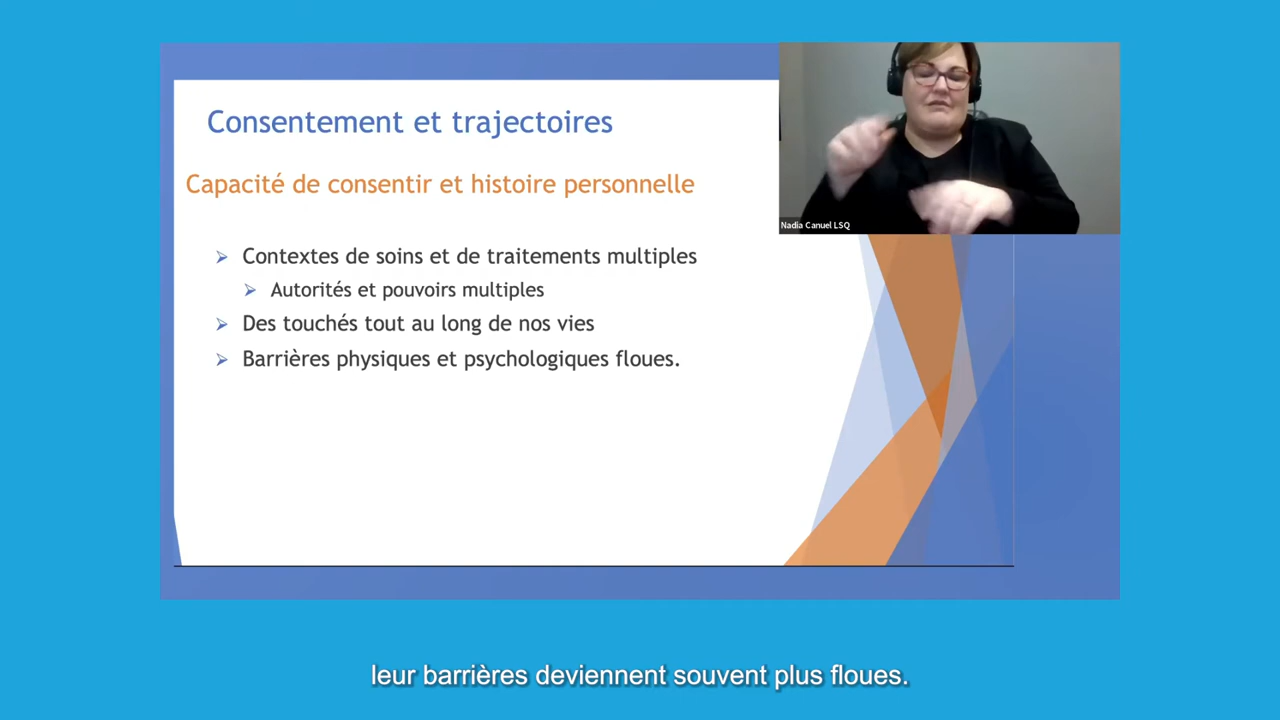 Consentement et trajectoires
Capacité de consentir et histoire personnelle
Contextes de soins et de traitements multiples
Autorités et pouvoirs multiples
Des touchés tout au long de nos vies
Barrières physiques et psychologiques floues.
Nadia Canuel LSQ
leur barrières deviennent souvent plus floues.